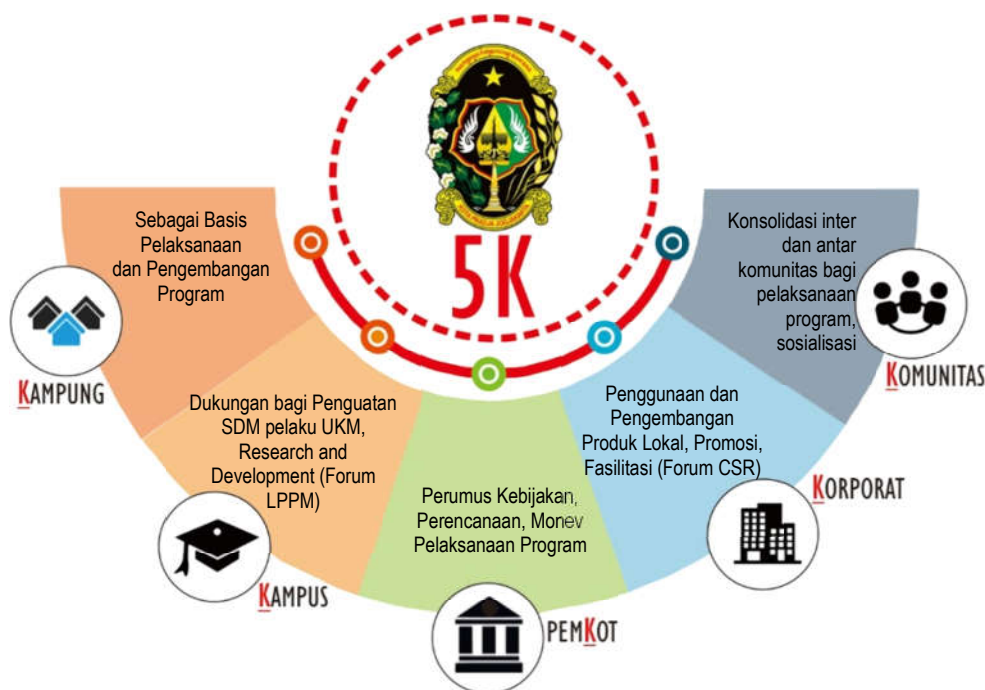 5K
Sebagai Basis
Pelaksanaan
dan Pengembangan
Program
KAMPUNG
Dukungan bagi Penguatan
SDM pelaku UKM,
Research and
Development (Forum
LPPM)
KAMPUS
Perumus Kebijakan,
Perencanaan, Monev
Pelaksanaan Program
PEMKOT
Penggunaan dan
Pengembangan
Produk Lokal, Promosi,
Fasilitasi (Forum CSR)
KORPORAT
Konsolidasi inter
dan antar
komunitas bagi
pelaksanaan
program,
sosialisasi
KOMUNITAS